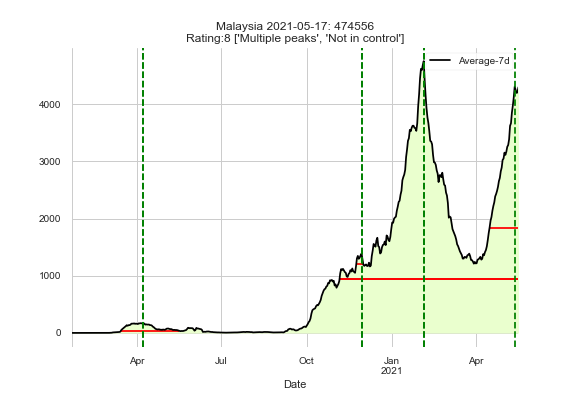 Malaysia 2021-05-17: 474556
Rating:8 ['Multiple peaks', 'Not in control']
Average-7d
4000
3000
2000
1000
0
Apr
Jul
Oct
Jan
2021
Apr
Date